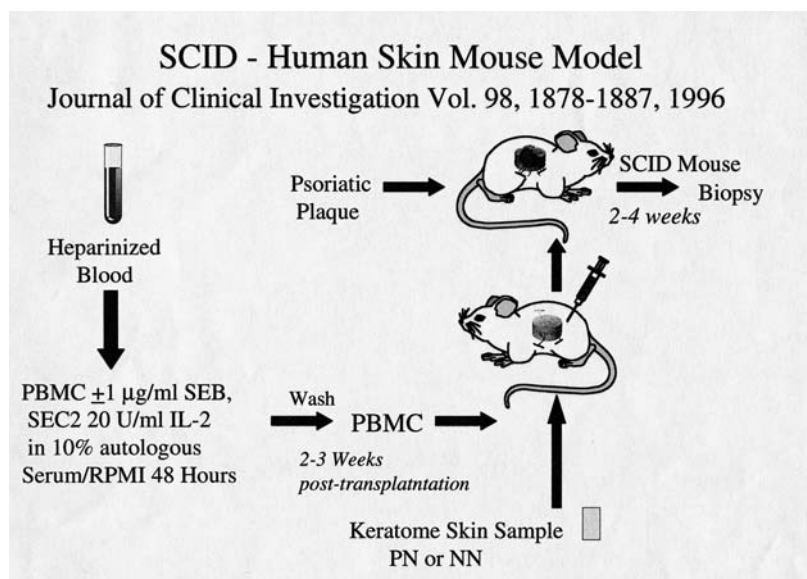 SCID - Human Skin Mouse Model
Journal of Clinical Investigation Vol. 98, 1878-1887, 1996
Heparinized
Blood
PBMC ±1 µg/ml SEB,
SEC2 20 U/ml IL-2
in 10% autologous
Serum/RPMI 48 Hours
Wash
PBMC
2-3 Weeks
post-transplatntation
Psoriatic
Plaque
SCID Mouse
Biopsy
2-4 weeks
Keratome Skin Sample
PN or NN